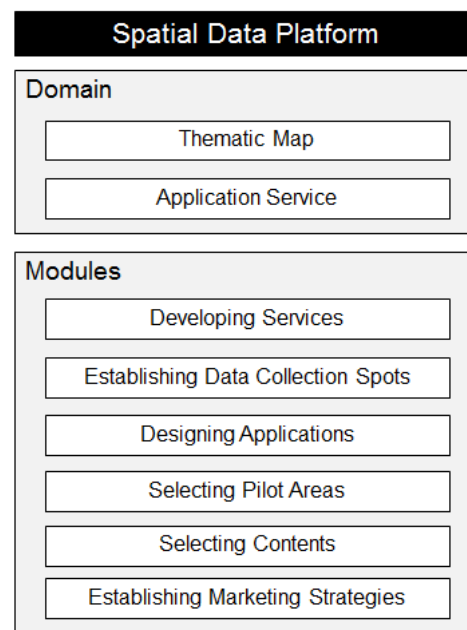 Spatial Data Platform
Domain
Thematic Map
Application Service
Modules
Developing Services
Establishing Data Collection Spots
Designing Applications
Selecting Pilot Areas
Selecting Contents
Establishing Marketing Strategies